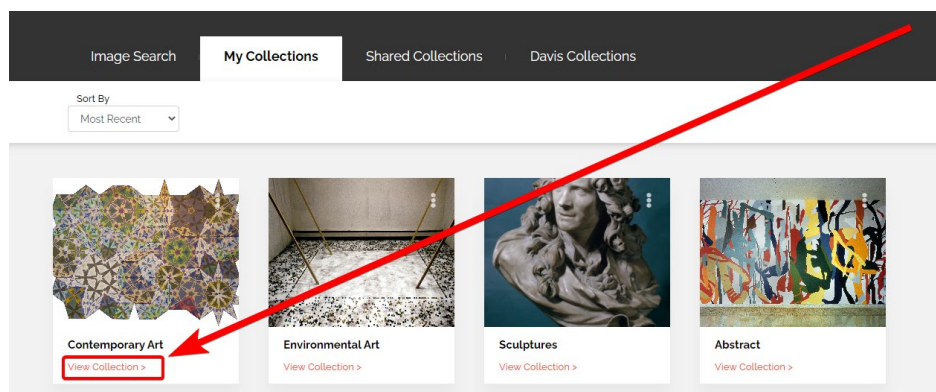 Image Search My Collections Shared Collections Davis Collections
Sort By
Most Recent
Contemporary Art Environmental Art Sculptures Abstract
View Collection > View Collection > View Collection > View Collection >